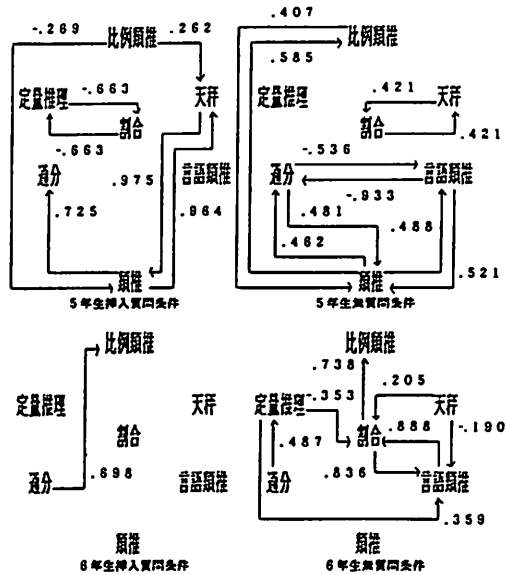 -.269 比例類推 .262
定量推理 -.663 天秤
割合
-.663
通分 .975 言語類推
.725 .964
類推
5年生挿入質問条件
.407 比例類推
.585
定量推理 .421 天秤
割合 .421
-.536
通分 言語類推
-.933
.481 .488
.462
類推 .521
5年生無質問条件
比例類推
定量推理 天秤
割合
通分 .698 言語類推
類推
6年生挿入質問条件
比例類推
.738 .205
定量推理 -.353 天秤
.487 割合 .888 -.190
通分 .836 言語類推
.359
類推
6年生無質問条件